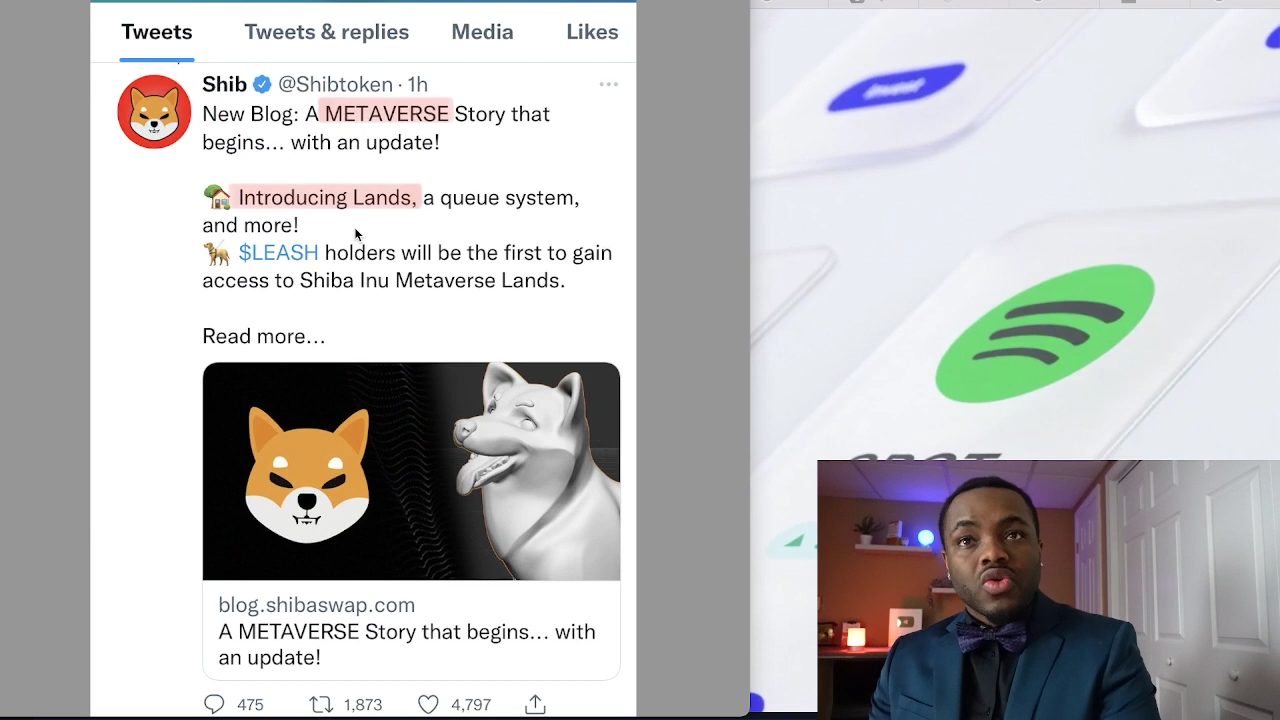 Tweets Tweets & replies Media Likes
Shib @Shibtoken · 1h
New Blog: A METAVERSE Story that
begins… with an update!
Introducing Lands, a queue system,
and more!
$LEASH holders will be the first to gain
access to Shiba Inu Metaverse Lands.
Read more…
blog.shibaswap.com
A METAVERSE Story that begins… with
an update!
475 1,873 4,797